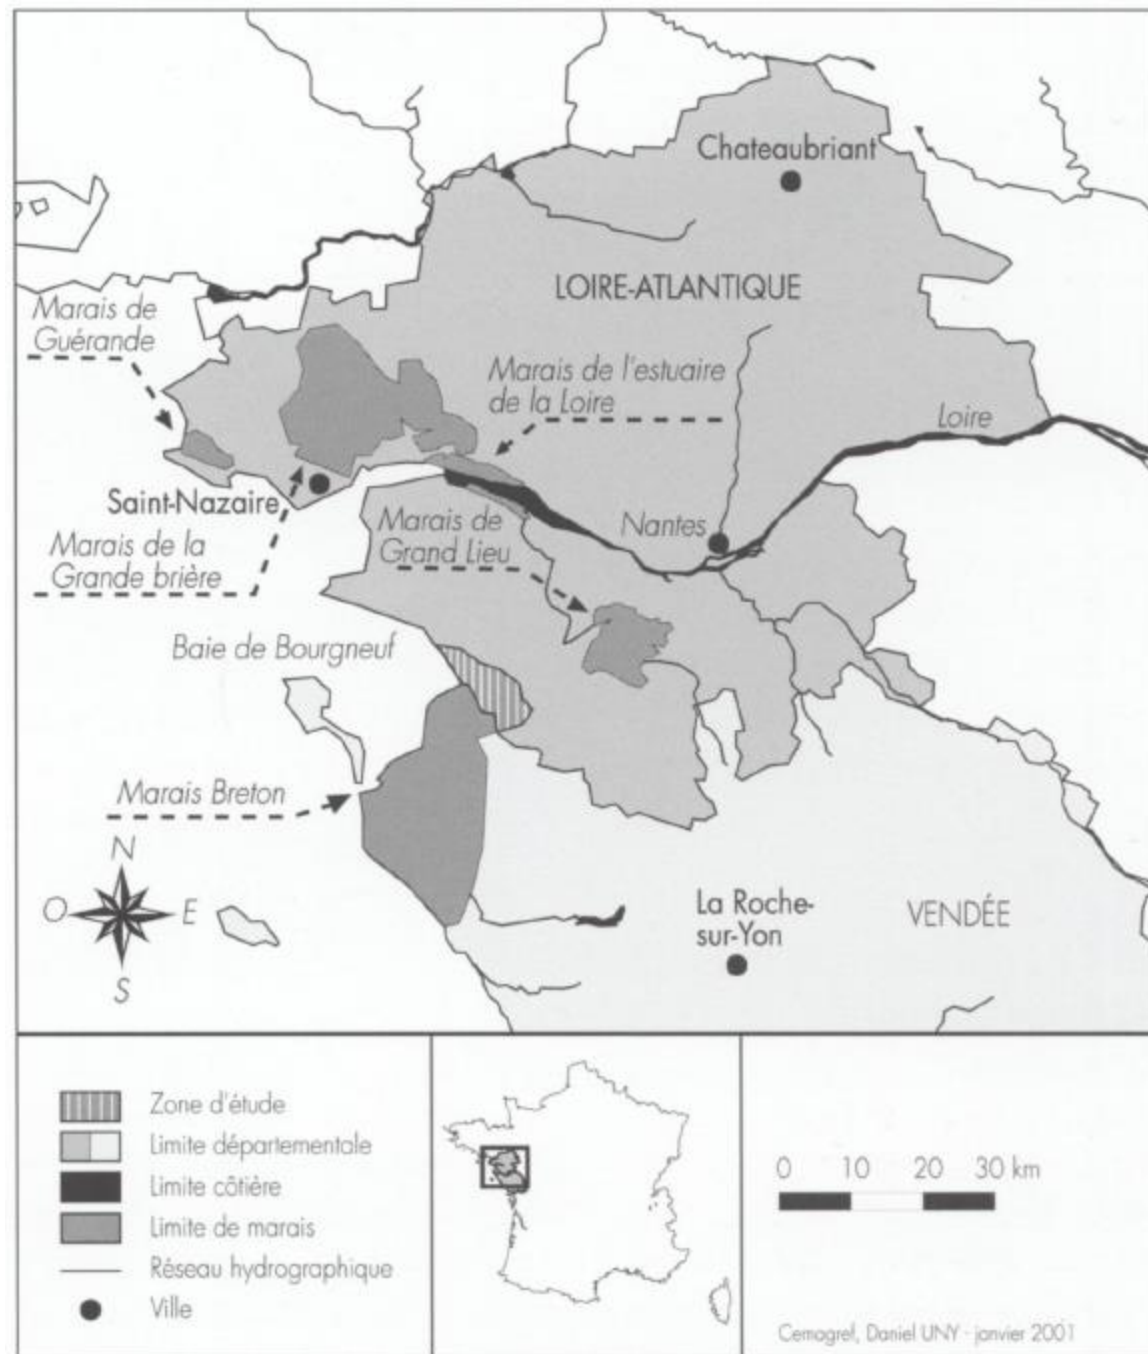 Chateaubriant
LOIRE-ATLANTIQUE
Marais de
Guérande
Marais de l'estuaire
de la Loire
Loire
Saint-Nazaire
Marais de
Grand Lieu
Nantes
Marais de la
Grande brière
Baie de Bourgneuf
Marais Breton
N
O
E
S
La Roche-
sur-Yon
VENDÉE
Zone d'étude
Limite départementale
Limite côtière
Limite de marais
Réseau hydrographique
Ville
0 10 20 30 km
Cemagref, Daniel UNY - janvier 2001